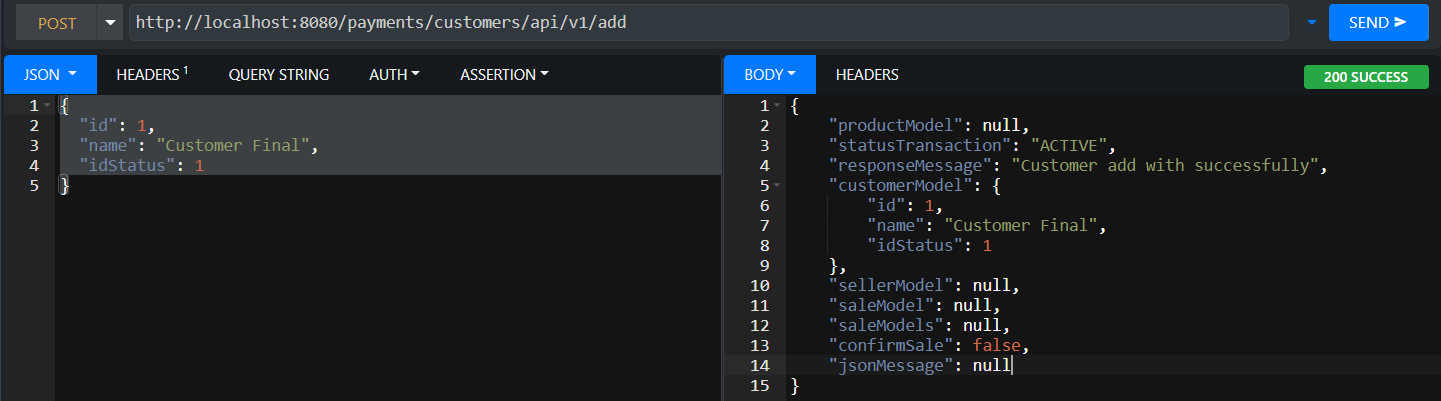 POST http://localhost:8080/payments/customers/api/v1/add SEND
JSON HEADERS 1 QUERY STRING AUTH ASSERTION
1 {
2 "id": 1,
3 "name": "Customer Final",
4 "idStatus": 1
5 }
BODY HEADERS 200 SUCCESS
1 {
2 "productModel": null,
3 "statusTransaction": "ACTIVE",
4 "responseMessage": "Customer add with successfully",
5 "customerModel": {
6 "id": 1,
7 "name": "Customer Final",
8 "idStatus": 1
9 },
10 "sellerModel": null,
11 "saleModel": null,
12 "saleModels": null,
13 "confirmSale": false,
14 "jsonMessage": null
15 }